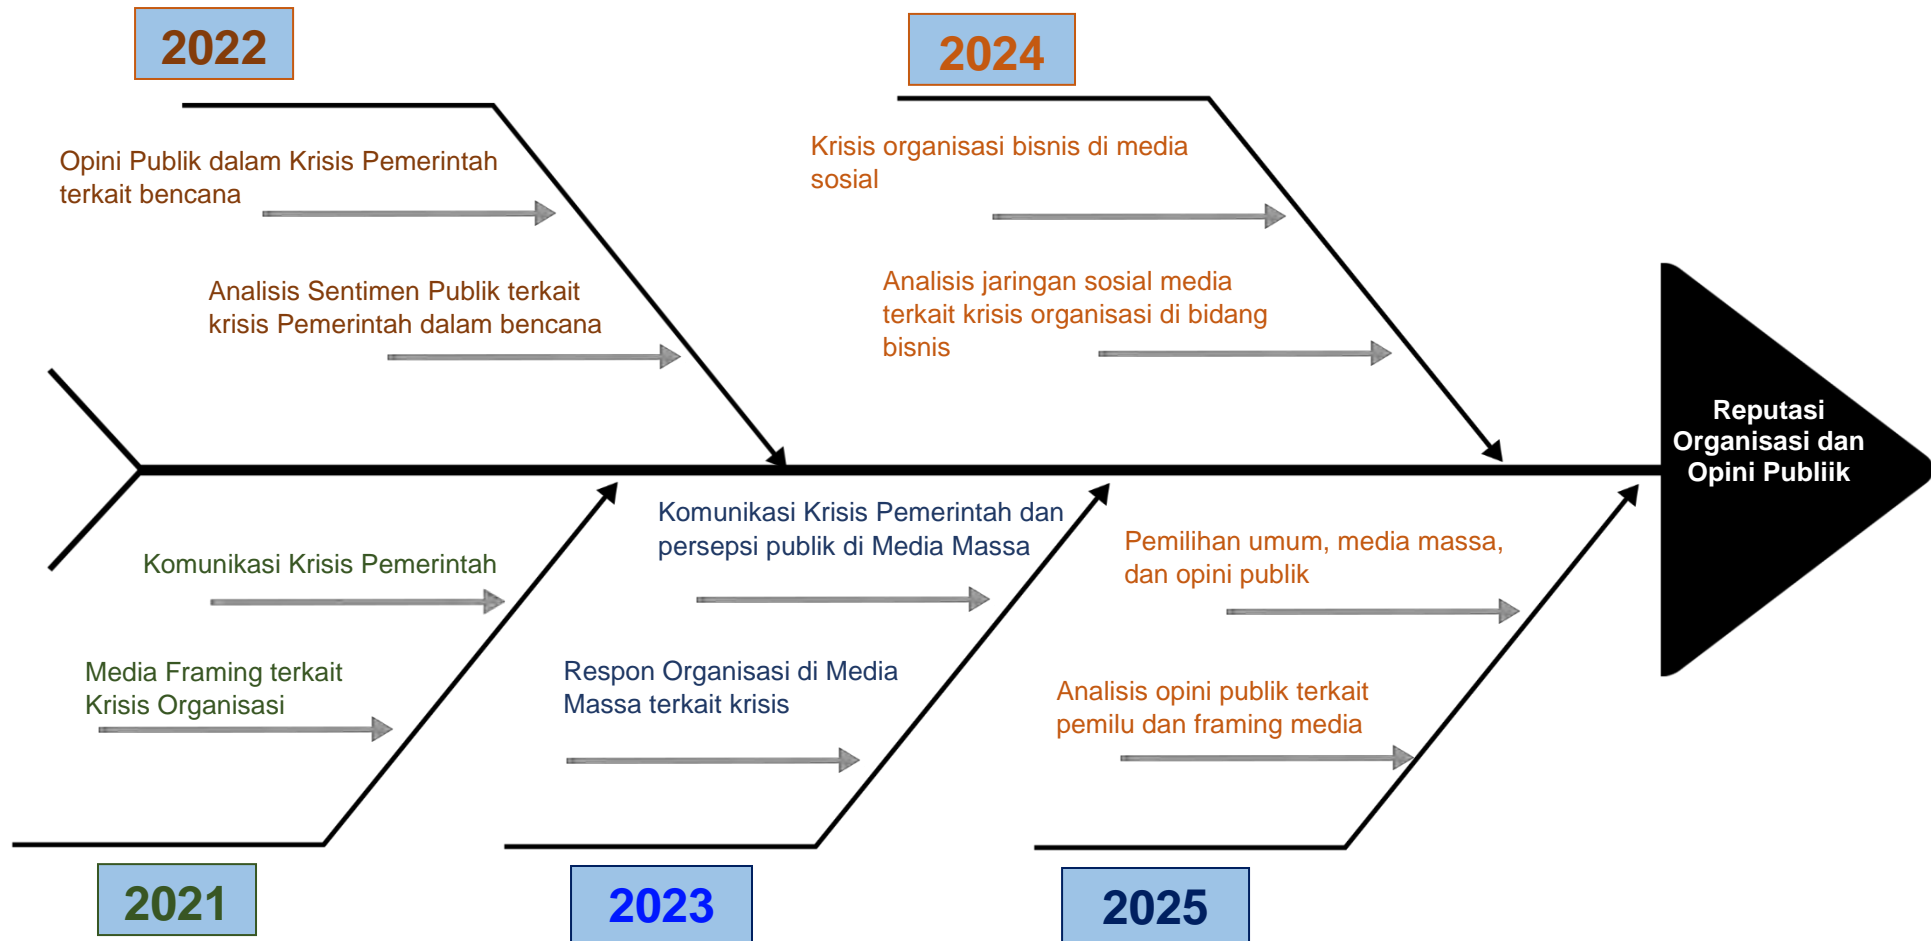 2022
2024
Opini Publik dalam Krisis Pemerintah
terkait bencana
Krisis organisasi bisnis di media
sosial
Analisis Sentimen Publik terkait
krisis Pemerintah dalam bencana
Analisis jaringan sosial media
terkait krisis organisasi di bidang
bisnis
Reputasi
Organisasi dan
Opini Publiik
Komunikasi Krisis Pemerintah
Media Framing terkait
Krisis Organisasi
Komunikasi Krisis Pemerintah dan
persepsi publik di Media Massa
Respon Organisasi di Media
Massa terkait krisis
Pemilihan umum, media massa,
dan opini publik
Analisis opini publik terkait
pemilu dan framing media
2021
2023
2025